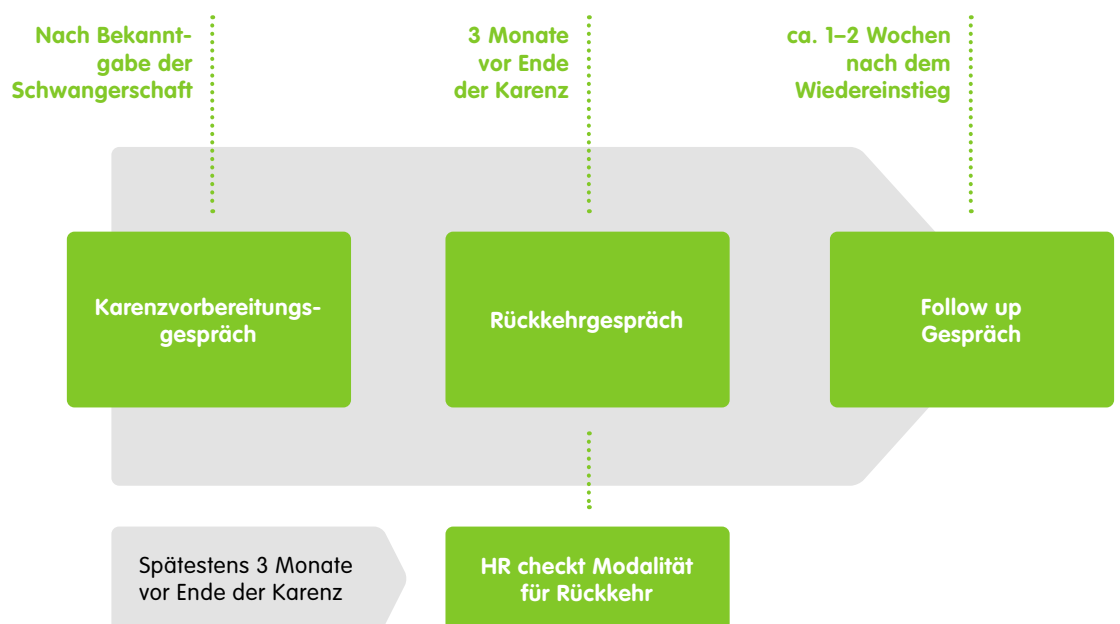 Nach Bekannt-
gabe der
Schwangerschaft
3 Monate
vor Ende
der Karenz
ca. 1–2 Wochen
nach dem
Wiedereinstieg
Karenzvorbereitungs-
gespräch
Rückkehrgespräch
Follow up
Gespräch
Spätestens 3 Monate
vor Ende der Karenz
HR checkt Modalität
für Rückkehr